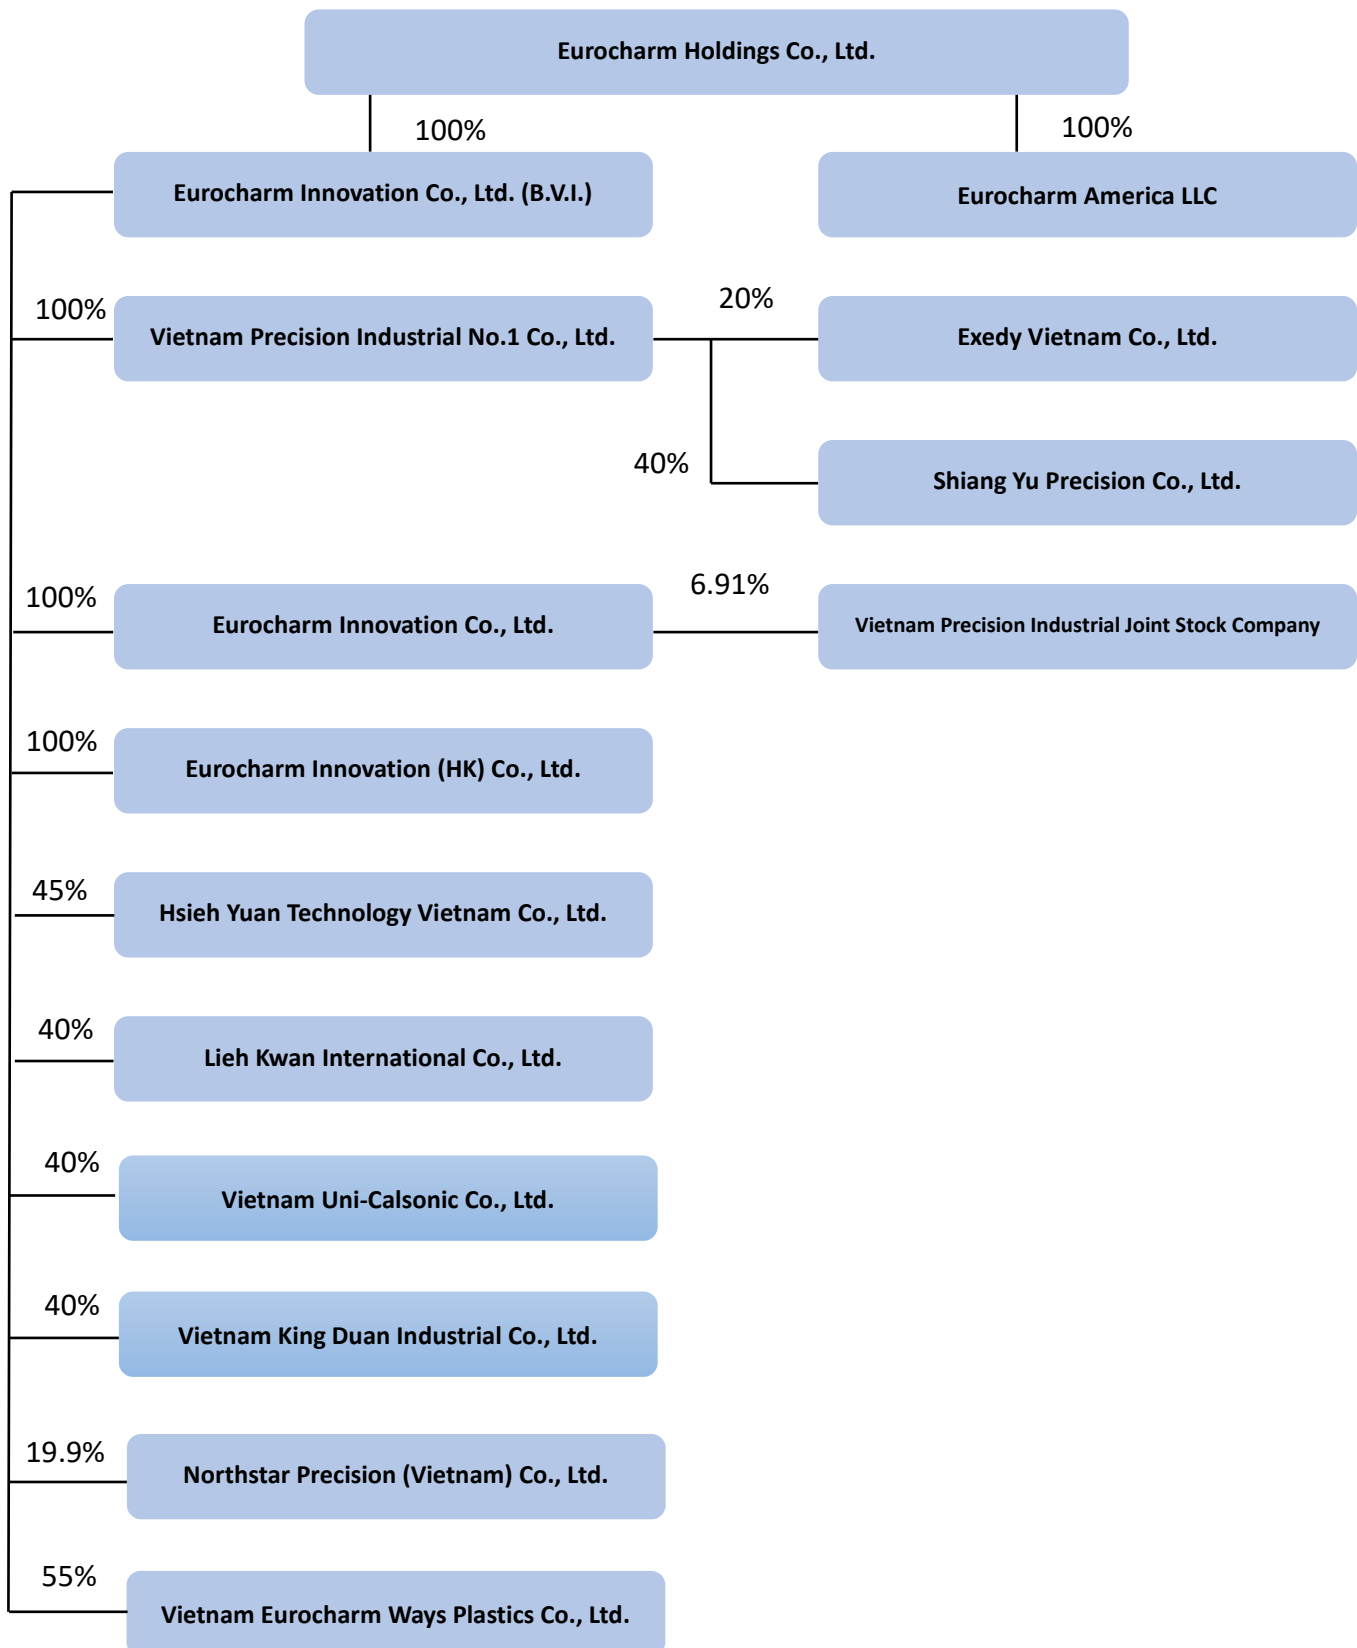 Eurocharm Holdings Co., Ltd.
100%
100%
Eurocharm Innovation Co., Ltd. (B.V.I.)
Eurocharm America LLC
100%
Vietnam Precision Industrial No.1 Co., Ltd.
20%
Exedy Vietnam Co., Ltd.
40%
Shiang Yu Precision Co., Ltd.
100%
Eurocharm Innovation Co., Ltd.
6.91%
Vietnam Precision Industrial Joint Stock Company
100%
Eurocharm Innovation (HK) Co., Ltd.
45%
Hsieh Yuan Technology Vietnam Co., Ltd.
40%
Lieh Kwan International Co., Ltd.
40%
Vietnam Uni-Calsonic Co., Ltd.
40%
Vietnam King Duan Industrial Co., Ltd.
19.9%
Northstar Precision (Vietnam) Co., Ltd.
55%
Vietnam Eurocharm Ways Plastics Co., Ltd.